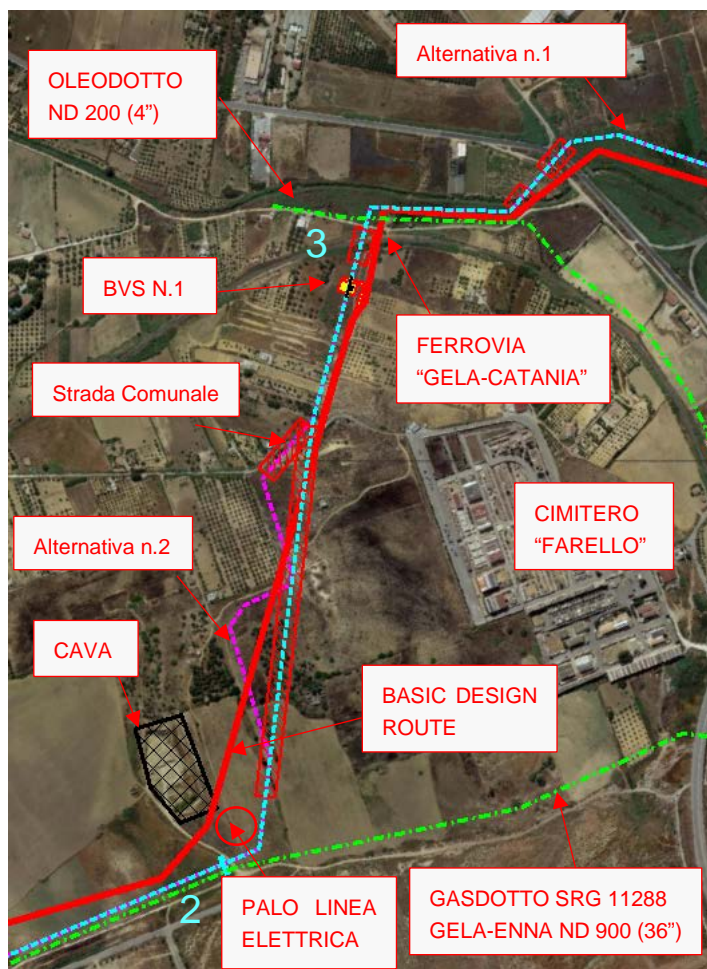 Alternativa n.1
OLEODOTTO
ND 200 (4”)
3
BVS N.1
FERROVIA
“GELA-CATANIA”
Strada Comunale
CIMITERO
“FARELLO”
Alternativa n.2
CAVA
BASIC DESIGN
ROUTE
2
PALO LINEA
ELETTRICA
GASDOTTO SRG 11288
GELA-ENNA ND 900 (36”)